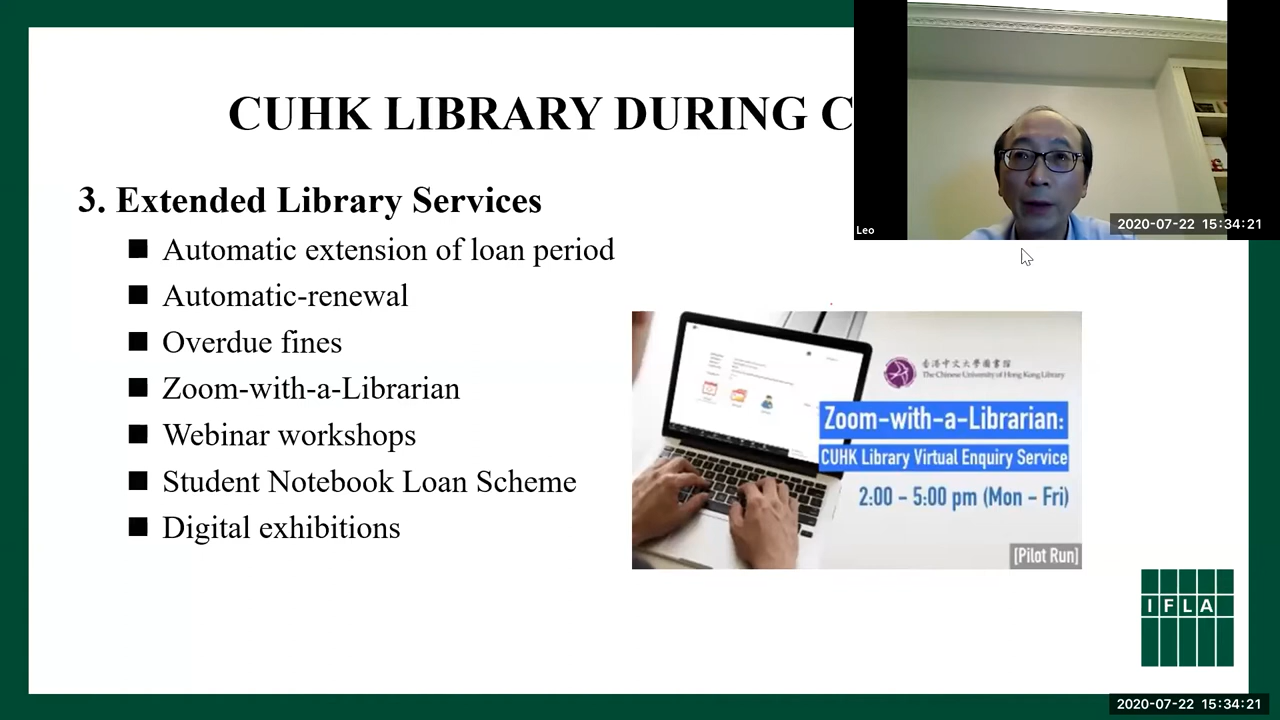 CUHK LIBRARY DURING C
3. Extended Library Services
Automatic extension of loan period
Automatic-renewal
Overdue fines
Zoom-with-a-Librarian
Webinar workshops
Student Notebook Loan Scheme
Digital exhibitions
Leo
2020-07-22 15:34:21
香港中文大學圖書館
The Chinese University of Hong Kong Library
Zoom-with-a-Librarian:
CUHK Library Virtual Enquiry Service
2:00 - 5:00 pm (Mon - Fri)
[Pilot Run]
IFLA
2020-07-22 15:34:21